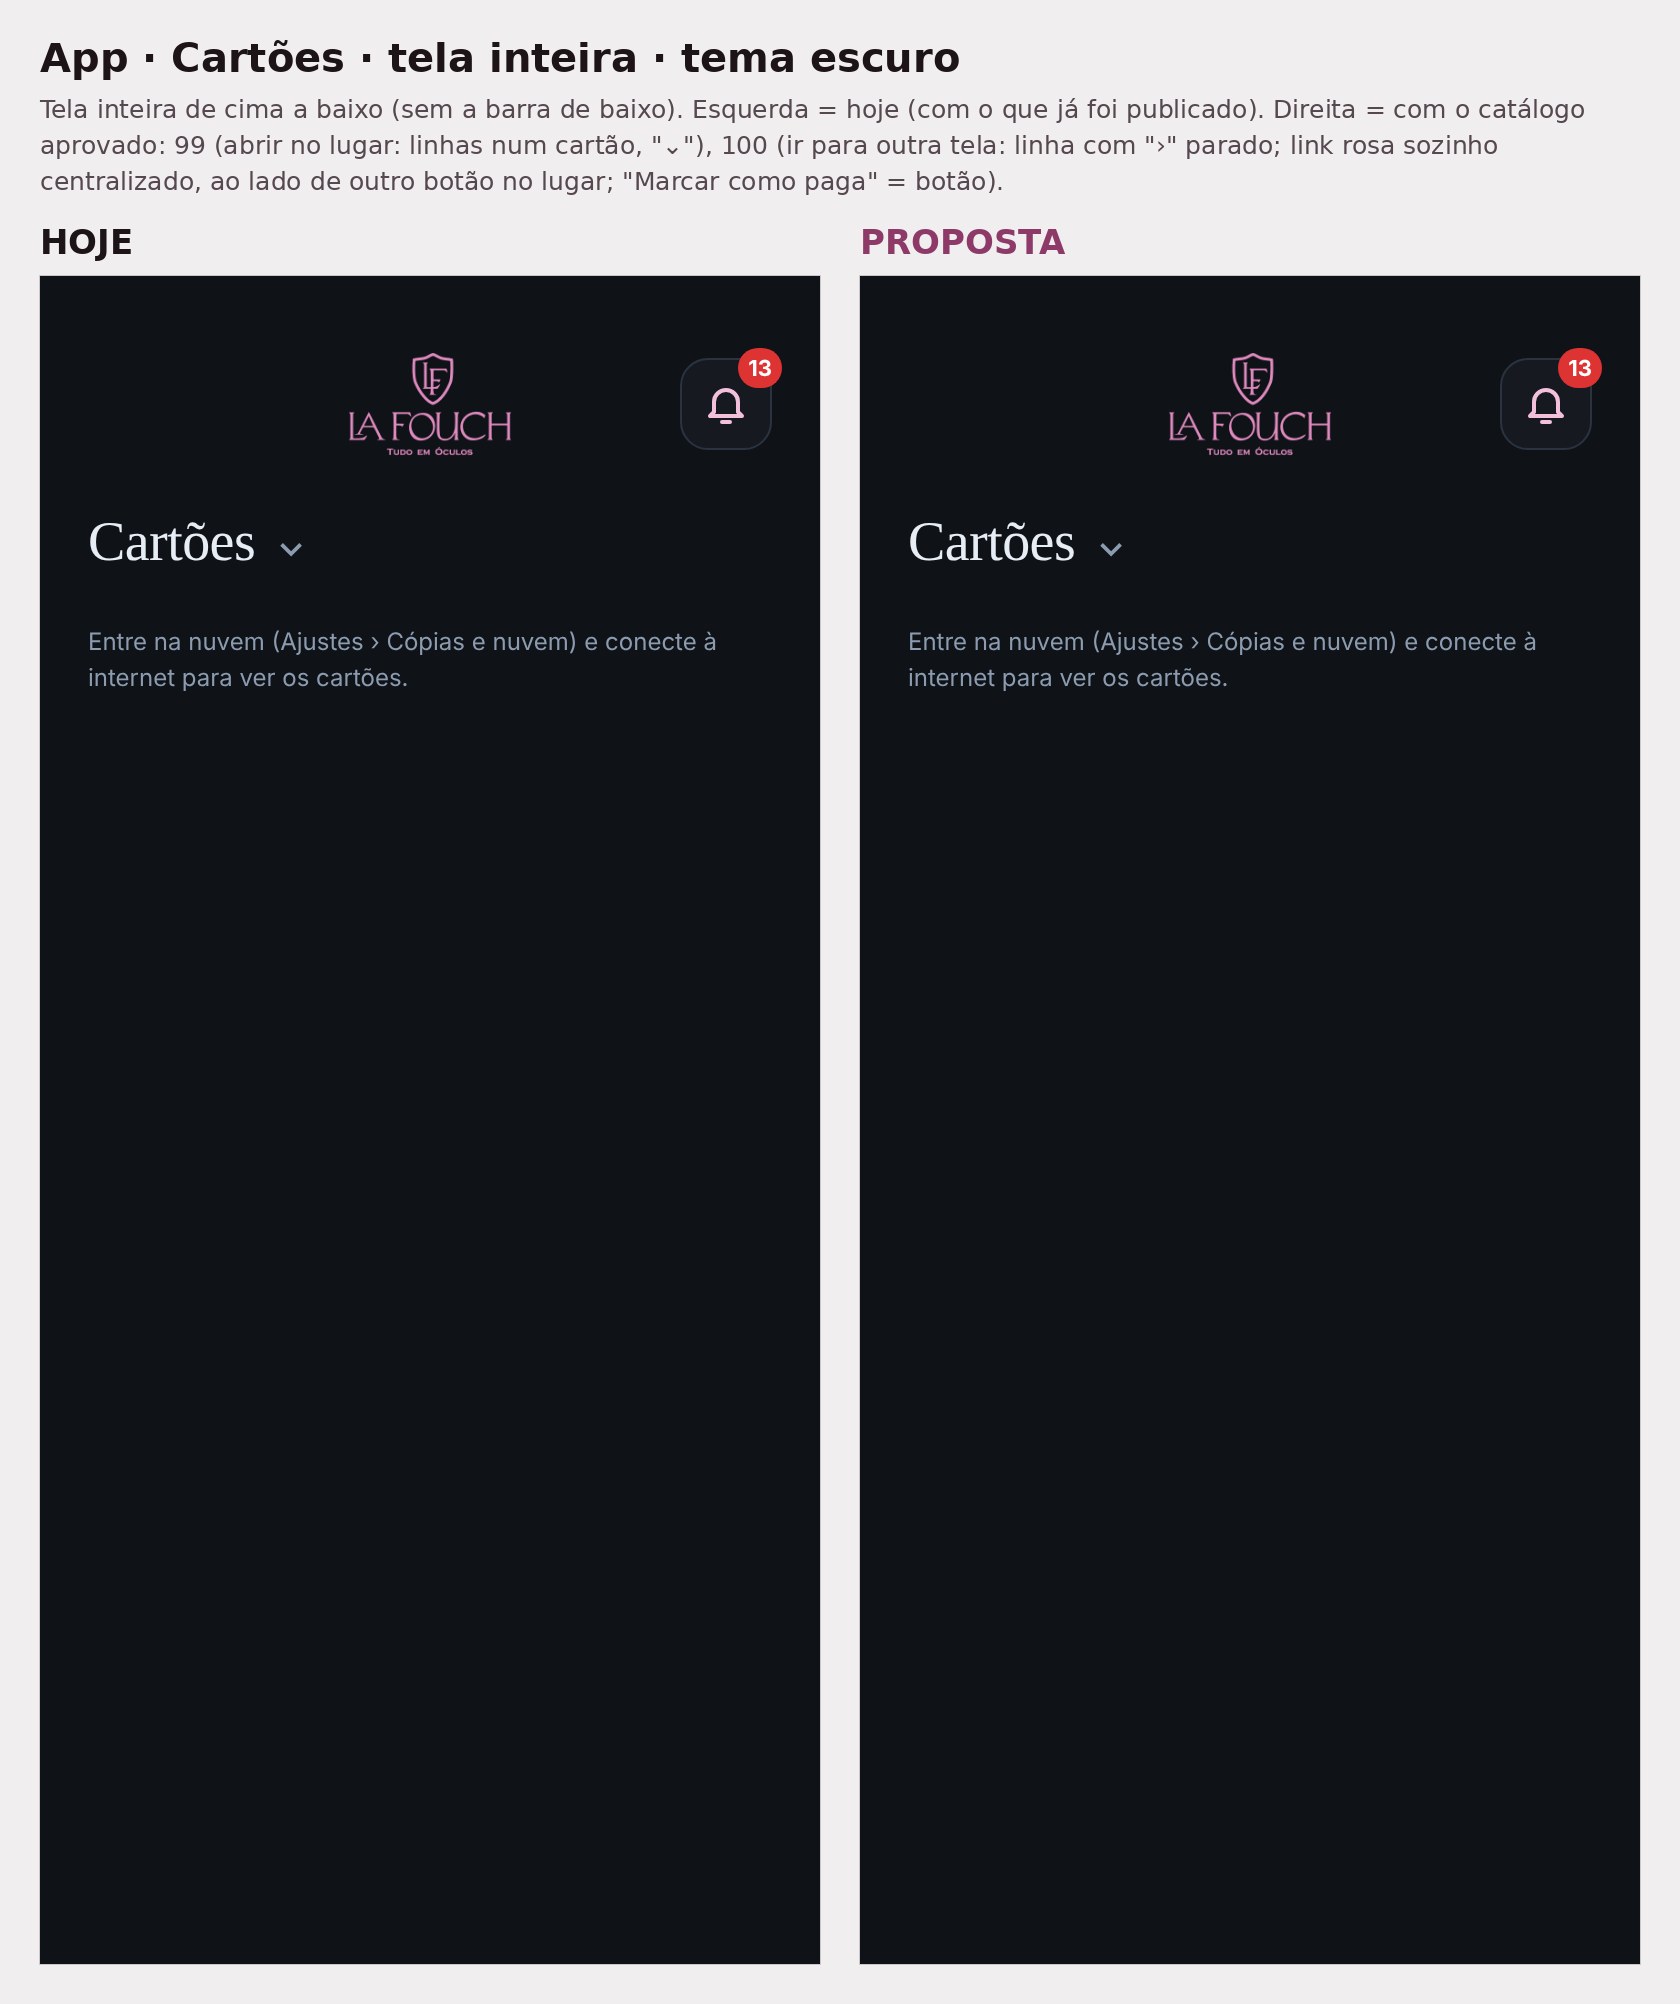 App · Cartões · tela inteira · tema escuro
Tela inteira de cima a baixo (sem a barra de baixo). Esquerda = hoje (com o que já foi publicado). Direita = com o catálogo
aprovado: 99 (abrir no lugar: linhas num cartão, "⌄"), 100 (ir para outra tela: linha com "›" parado; link rosa sozinho
centralizado, ao lado de outro botão no lugar; "Marcar como paga" = botão).
HOJE
LF
LA FOUCH
TUDO EM ÓCULOS
13
Cartões
Entre na nuvem (Ajustes › Cópias e nuvem) e conecte à
internet para ver os cartões.
PROPOSTA
LF
LA FOUCH
TUDO EM ÓCULOS
13
Cartões
Entre na nuvem (Ajustes › Cópias e nuvem) e conecte à
internet para ver os cartões.